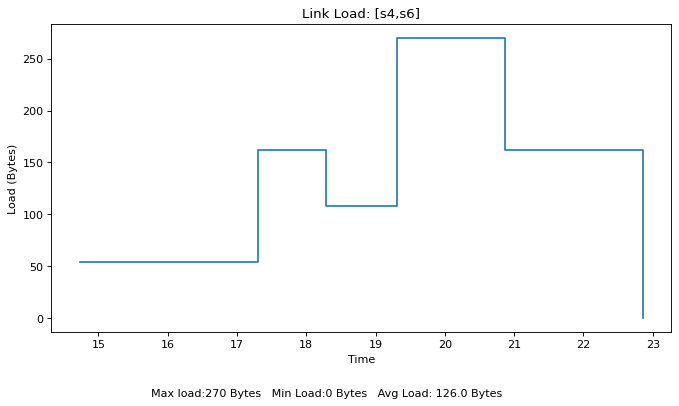 Link Load: [s4,s6]
250
200
150
100
50
0
Load (Bytes)
15 16 17 18 19 20 21 22 23
Time
Max load:270 Bytes   Min Load:0 Bytes   Avg Load: 126.0 Bytes